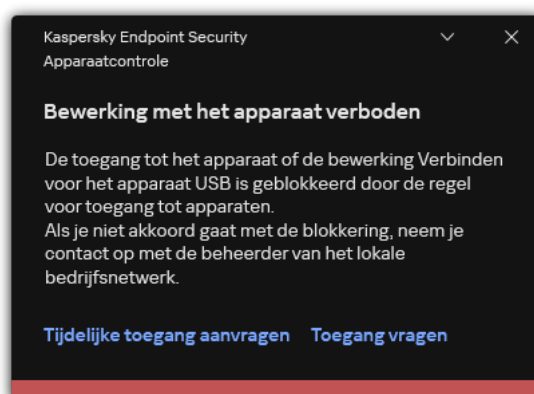 Kaspersky Endpoint Security
Apparaatcontrole
Bewerking met het apparaat verboden
De toegang tot het apparaat of de bewerking Verbinden
voor het apparaat USB is geblokkeerd door de regel
voor toegang tot apparaten.
Als je niet akkoord gaat met de blokkering, neem je
contact op met de beheerder van het lokale
bedrijfsnetwerk.
Tijdelijke toegang aanvragen Toegang vragen